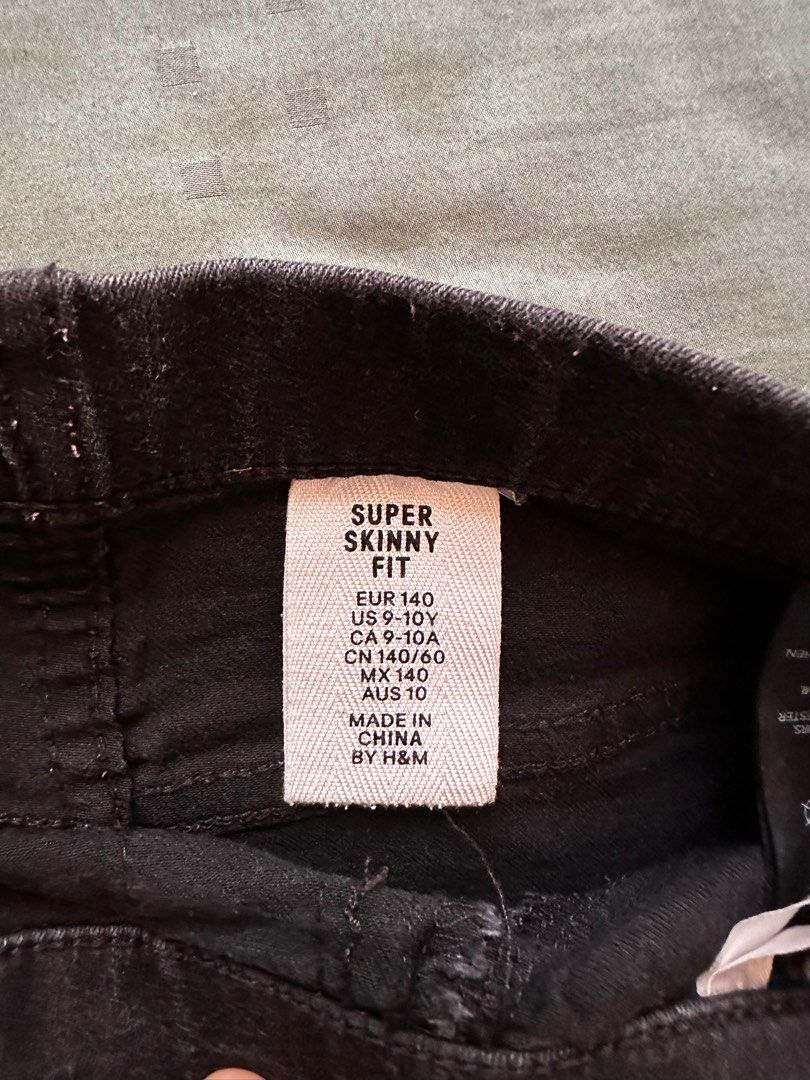 SUPER
SKINNY
FIT
EUR 140
US 9-10Y
CA 9-10A
CN 140/60
MX 140
AUS 10
MADE IN
CHINA
BY H&M